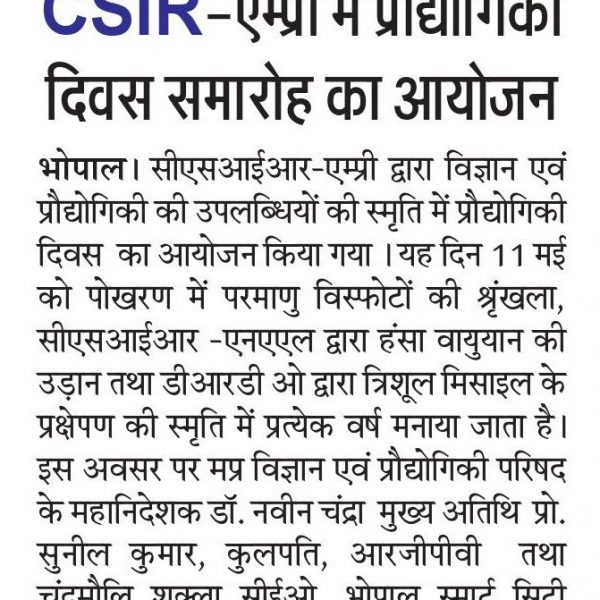 CSIR-एम्प्री में प्रौद्योगिकी
दिवस समारोह का आयोजन
भोपाल। सीएसआईआर-एम्प्री द्वारा विज्ञान एवं
प्रौद्योगिकी की उपलब्धियों की स्मृति में प्रौद्योगिकी
दिवस का आयोजन किया गया । यह दिन 11 मई
को पोखरण में परमाणु विस्फोटों की श्रृंखला,
सीएसआईआर -एनएएल द्वारा हंसा वायुयान की
उड़ान तथा डीआरडी ओ द्वारा त्रिशूल मिसाइल के
प्रक्षेपण की स्मृति में प्रत्येक वर्ष मनाया जाता है।
इस अवसर पर मप्र विज्ञान एवं प्रौद्योगिकी परिषद
के महानिदेशक डॉ. नवीन चंद्रा मुख्य अतिथि प्रो.
सुनील कुमार, कुलपति, आरजीपीवी तथा
चंद्रमौलि शुक्ला सीईओ, भोपाल स्मार्ट सिटी